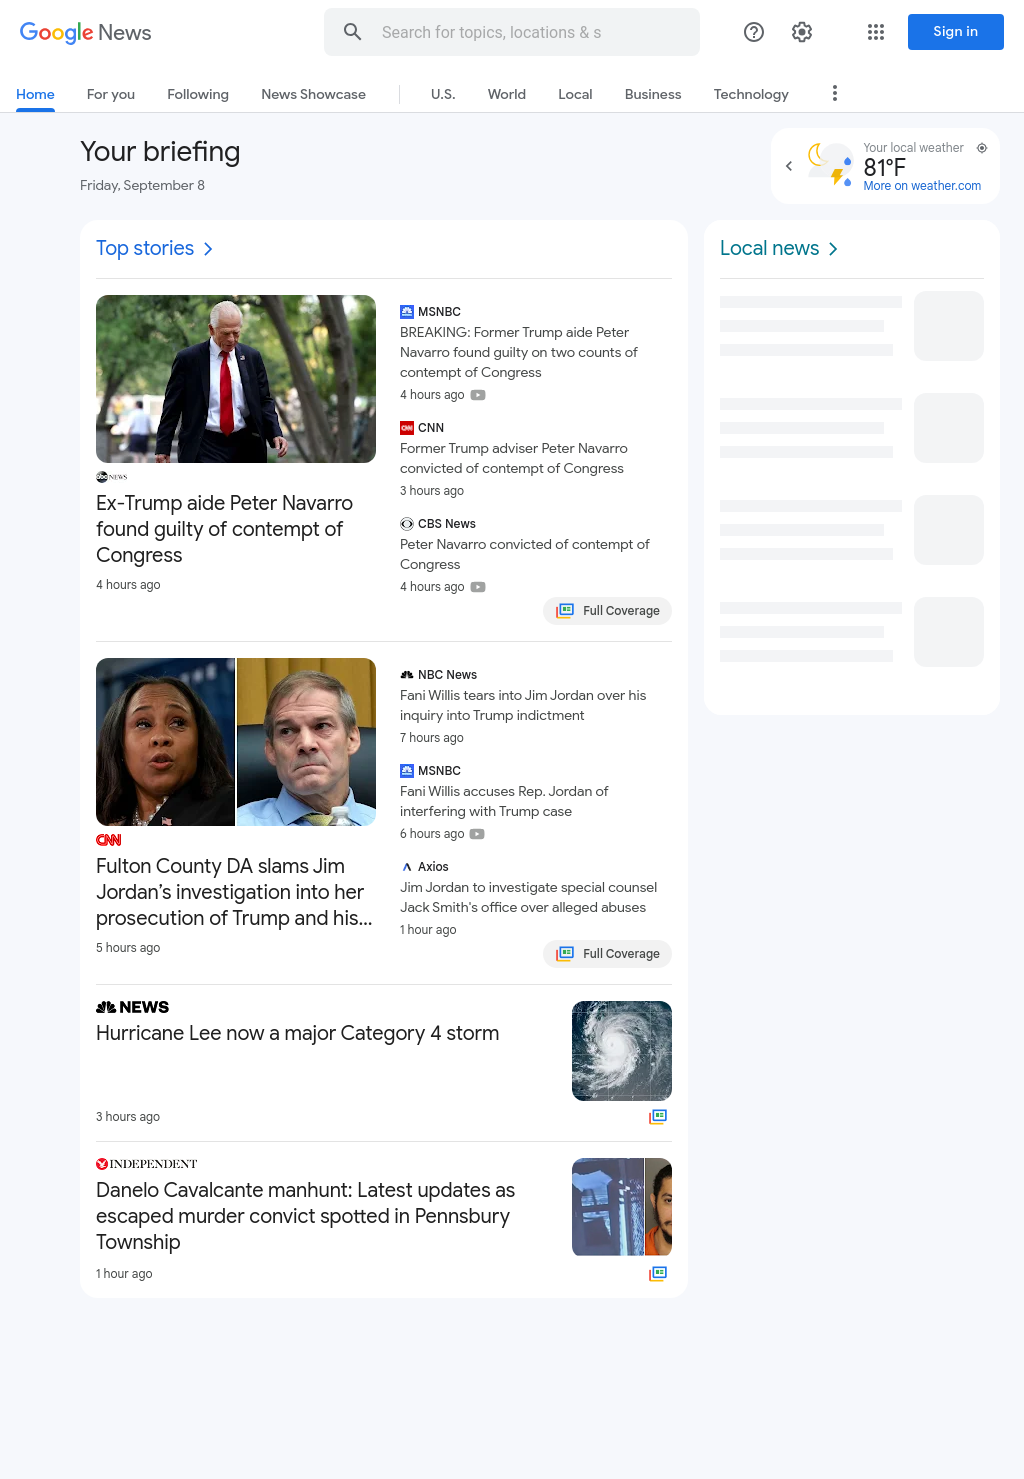 Google News
Search for topics, locations & s
Sign in
Home
For you
Following
News Showcase
U.S.
World
Local
Business
Technology
Your briefing
Friday, September 8
Your local weather
81°F
More on weather.com
Top stories
abc NEWS
Ex-Trump aide Peter Navarro
found guilty of contempt of
Congress
4 hours ago
MSNBC
BREAKING: Former Trump aide Peter
Navarro found guilty on two counts of
contempt of Congress
4 hours ago
CNN
Former Trump adviser Peter Navarro
convicted of contempt of Congress
3 hours ago
CBS News
Peter Navarro convicted of contempt of
Congress
4 hours ago
Full Coverage
CNN
Fulton County DA slams Jim
Jordan’s investigation into her
prosecution of Trump and his...
5 hours ago
NBC News
Fani Willis tears into Jim Jordan over his
inquiry into Trump indictment
7 hours ago
MSNBC
Fani Willis accuses Rep. Jordan of
interfering with Trump case
6 hours ago
Axios
Jim Jordan to investigate special counsel
Jack Smith's office over alleged abuses
1 hour ago
Full Coverage
NEWS
Hurricane Lee now a major Category 4 storm
3 hours ago
INDEPENDENT
Danelo Cavalcante manhunt: Latest updates as
escaped murder convict spotted in Pennsbury
Township
1 hour ago
Local news